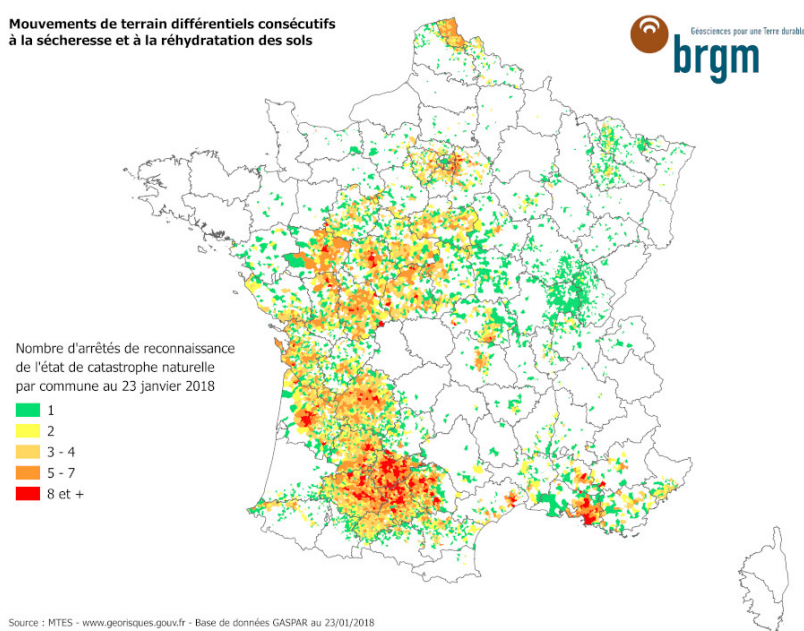 Mouvements de terrain différentiels consécutifs
à la sécheresse et à la réhydratation des sols
Géosciences pour une Terre durable
brgm
Nombre d'arrêtés de reconnaissance
de l'état de catastrophe naturelle
par commune au 23 janvier 2018
1
2
3 - 4
5 - 7
8 et +
Source : MTES - www.georisques.gouv.fr - Base de données GASPAR au 23/01/2018